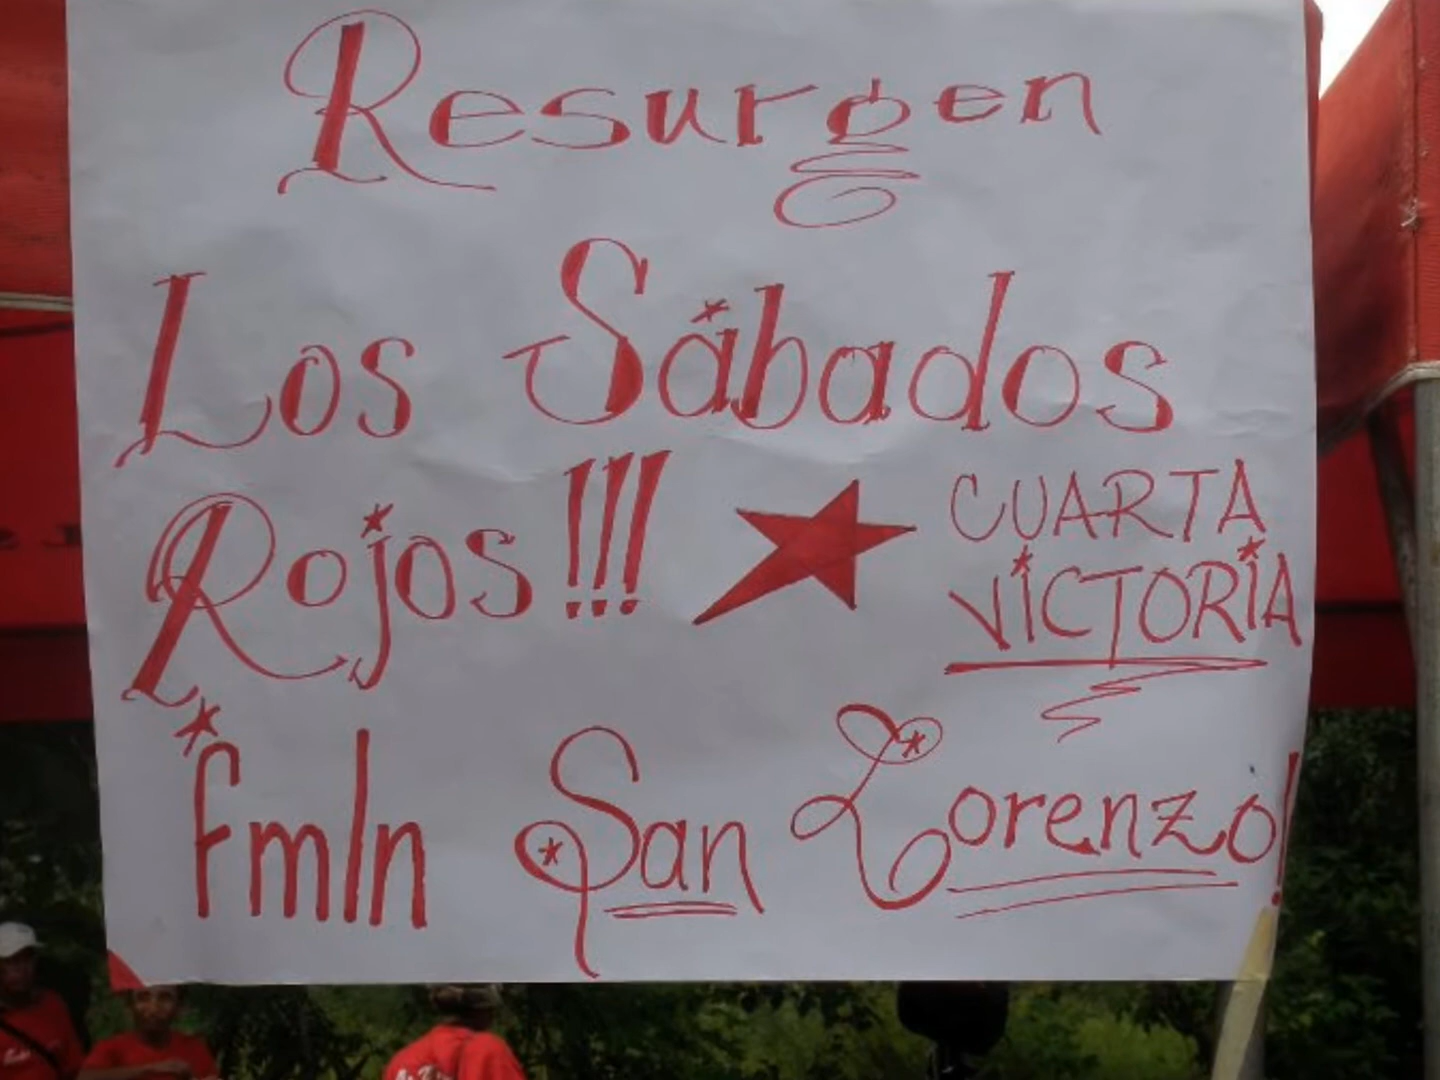 Resurgen
Los Sábados
Rojos!!!
CUARTA
VICTORIA
fmln San Lorenzo!